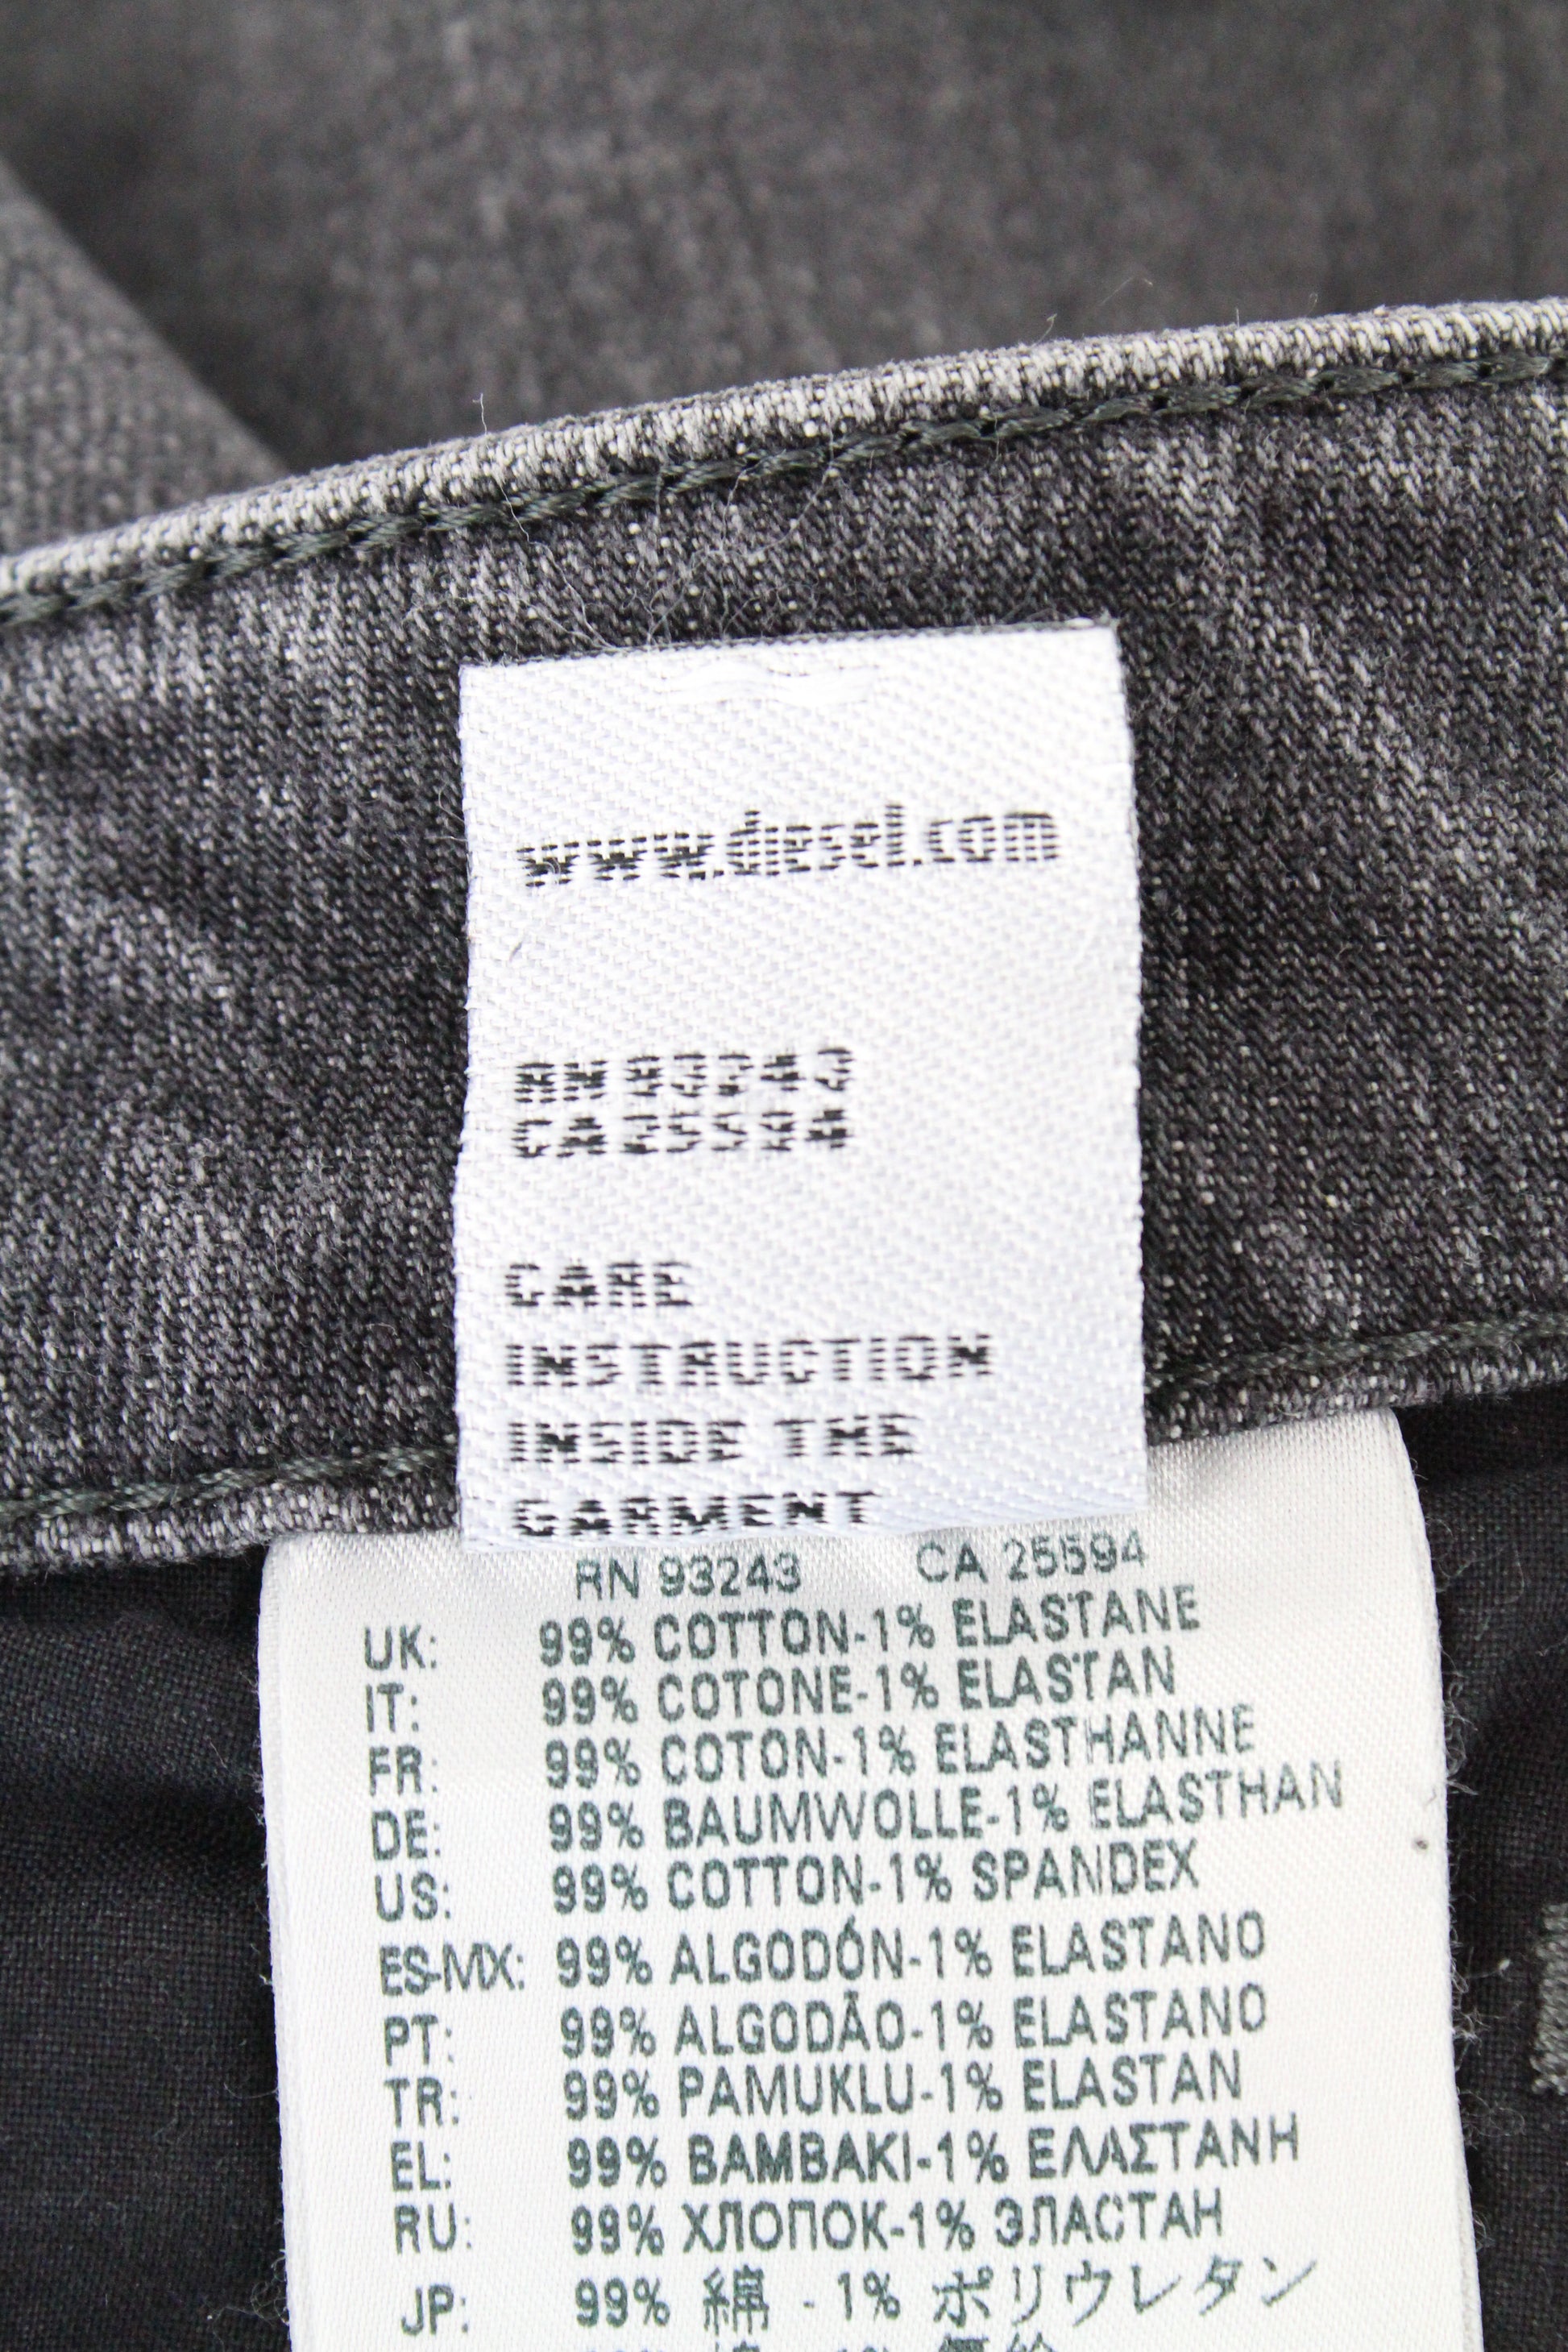 www.diesel.com
RN 93243
CA 25594
CARE
INSTRUCTION
INSIDE THE
GARMENT
RN 93243 CA 25594
UK: 99% COTTON-1% ELASTANE
IT: 99% COTONE-1% ELASTAN
FR: 99% COTON-1% ELASTHANNE
DE: 99% BAUMWOLLE-1% ELASTHAN
US: 99% COTTON-1% SPANDEX
ES-MX: 99% ALGODÓN-1% ELASTANO
PT: 99% ALGODÃO-1% ELASTANO
TR: 99% PAMUKLU-1% ELASTAN
EL: 99% ΒΑΜΒΑΚΙ-1% ΕΛΑΣΤΑΝΗ
RU: 99% ХЛОПОК-1% ЭЛАСТАН
JP: 99% 綿 - 1% ポリウレタン